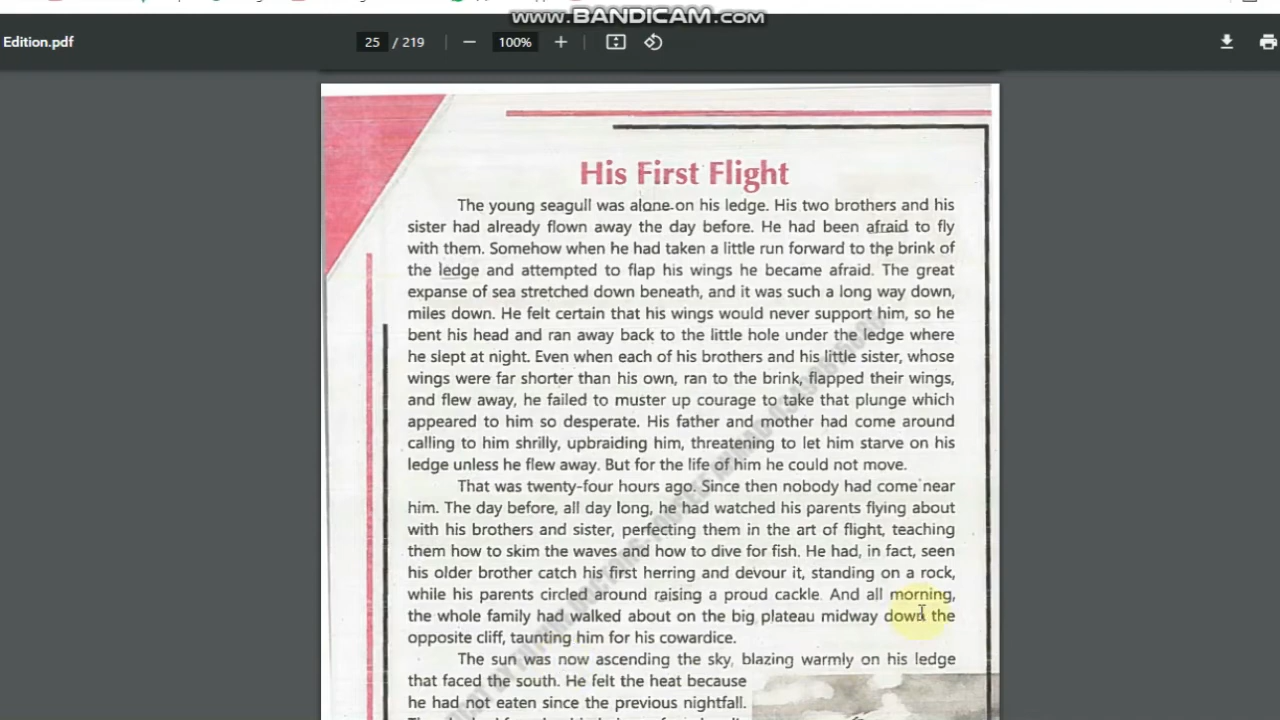 www.BANDICAM.com
Edition.pdf
25 / 219
100%
His First Flight
The young seagull was alone on his ledge. His two brothers and his
sister had already flown away the day before. He had been afraid to fly
with them. Somehow when he had taken a little run forward to the brink of
the ledge and attempted to flap his wings he became afraid. The great
expanse of sea stretched down beneath, and it was such a long way down,
miles down. He felt certain that his wings would never support him, so he
bent his head and ran away back to the little hole under the ledge where
he slept at night. Even when each of his brothers and his little sister, whose
wings were far shorter than his own, ran to the brink, flapped their wings,
and flew away, he failed to muster up courage to take that plunge which
appeared to him so desperate. His father and mother had come around
calling to him shrilly, upbraiding him, threatening to let him starve on his
ledge unless he flew away. But for the life of him he could not move.
That was twenty-four hours ago. Since then nobody had come near
him. The day before, all day long, he had watched his parents flying about
with his brothers and sister, perfecting them in the art of flight, teaching
them how to skim the waves and how to dive for fish. He had, in fact, seen
his older brother catch his first herring and devour it, standing on a rock,
while his parents circled around raising a proud cackle. And all morning,
the whole family had walked about on the big plateau midway down the
opposite cliff, taunting him for his cowardice.
The sun was now ascending the sky, blazing warmly on his ledge
that faced the south. He felt the heat because
he had not eaten since the previous nightfall.